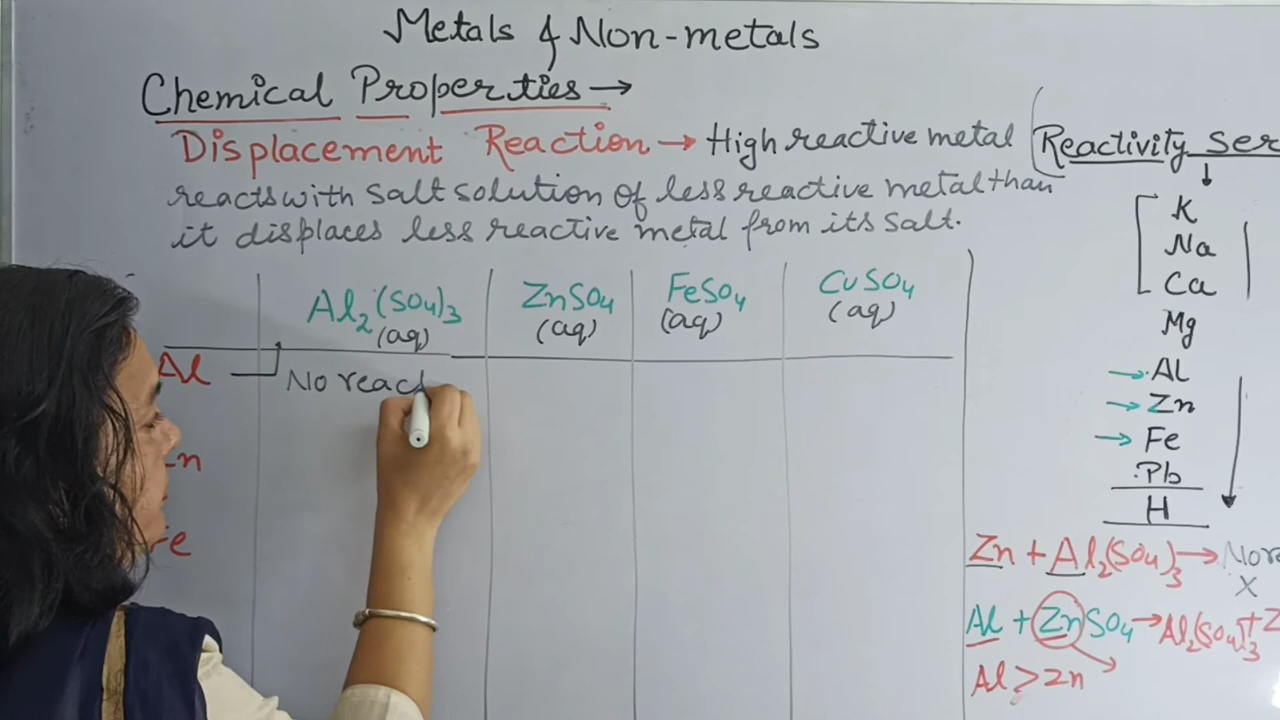 Metals & Non-metals
Chemical Properties →
Displacement Reaction → High reactive metal
reacts with salt solution of less reactive metal than
it displaces less reactive metal from its salt.
Reactivity Ser
↓
K
Na
Ca
Mg
→ Al
→ Zn
→ Fe
Pb
H
Al₂(SO₄)₃ (aq)
ZnSO₄ (aq)
FeSO₄ (aq)
CuSO₄ (aq)
Al
No react
Zn + Al₂(SO₄)₃ → No re
X
Al + ZnSO₄ → Al₂(SO₄)₃ + Z
Al > Zn